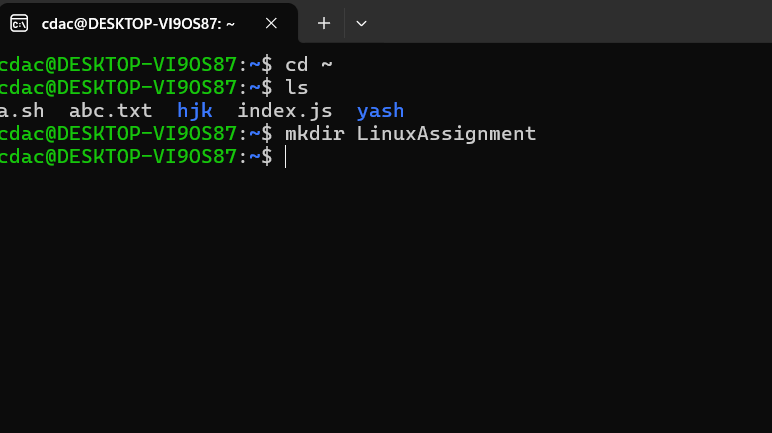 cdac@DESKTOP-VI9OS87: ~
cdac@DESKTOP-VI9OS87:~$ cd ~
cdac@DESKTOP-VI9OS87:~$ ls
a.sh  abc.txt  hjk  index.js  yash
cdac@DESKTOP-VI9OS87:~$ mkdir LinuxAssignment
cdac@DESKTOP-VI9OS87:~$